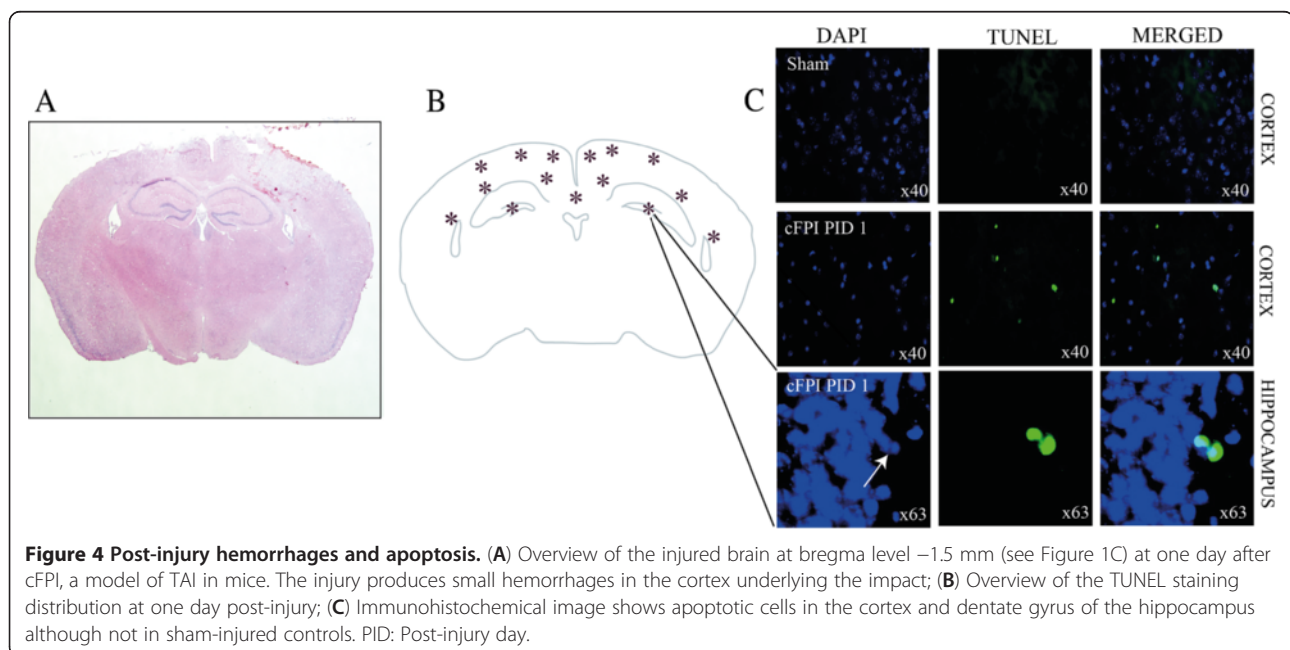 DAPI TUNEL MERGED
A B C
Sham
CORTEX
x40 x40 x40
cFPI PID 1
CORTEX
x40 x40 x40
cFPI PID 1
HIPPOCAMPUS
x63 x63 x63
* * * * * * * * * * * * * * *
Figure 4 Post-injury hemorrhages and apoptosis. (A) Overview of the injured brain at bregma level −1.5 mm (see Figure 1C) at one day after
cFPI, a model of TAI in mice. The injury produces small hemorrhages in the cortex underlying the impact; (B) Overview of the TUNEL staining
distribution at one day post-injury; (C) Immunohistochemical image shows apoptotic cells in the cortex and dentate gyrus of the hippocampus
although not in sham-injured controls. PID: Post-injury day.